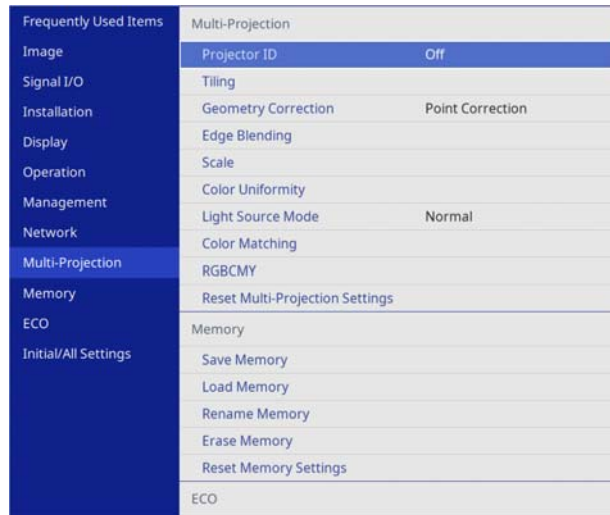 Frequently Used Items
Image
Signal I/O
Installation
Display
Operation
Management
Network
Multi-Projection
Memory
ECO
Initial/All Settings
Multi-Projection
Projector ID Off
Tiling
Geometry Correction Point Correction
Edge Blending
Scale
Color Uniformity
Light Source Mode Normal
Color Matching
RGBCMY
Reset Multi-Projection Settings
Memory
Save Memory
Load Memory
Rename Memory
Erase Memory
Reset Memory Settings
ECO